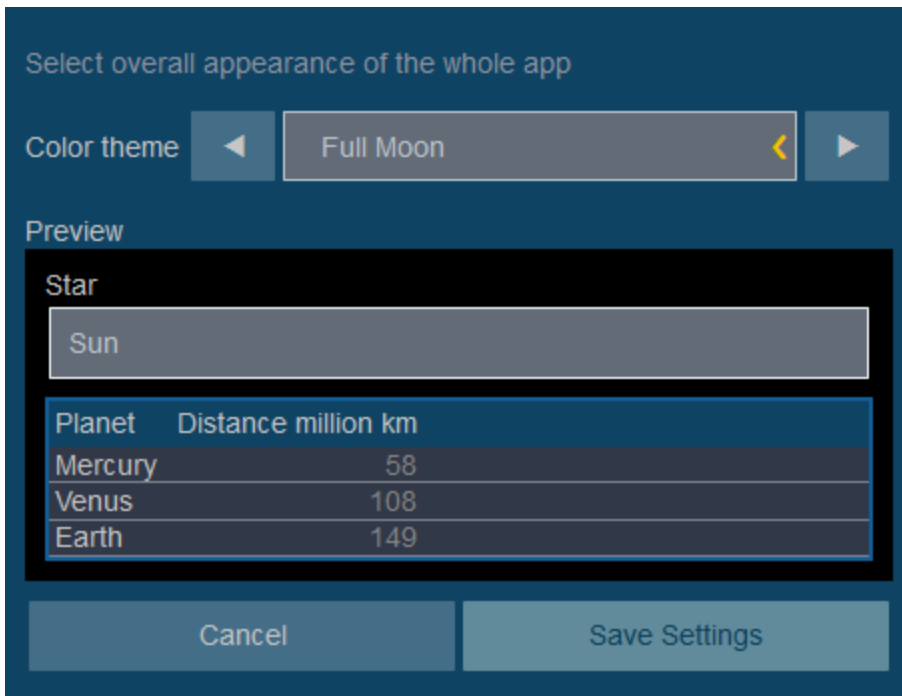 Select overall appearance of the whole app
Color theme Full Moon
Preview
Star
Sun
Planet Distance million km
Mercury 58
Venus 108
Earth 149
Cancel Save Settings